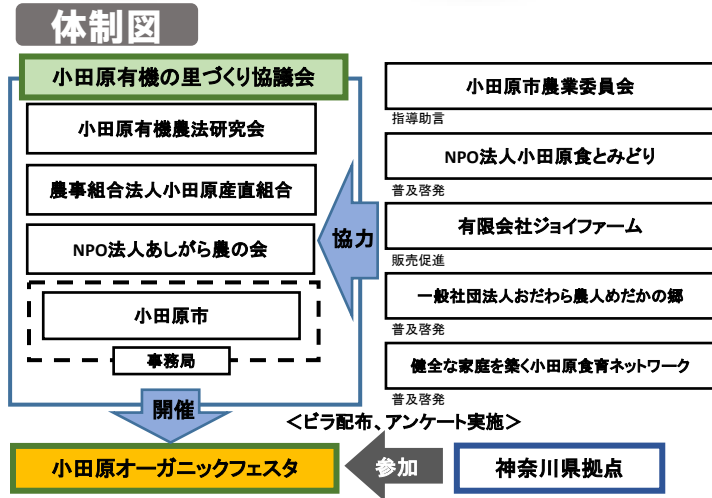 体制図
小田原有機の里づくり協議会
小田原有機農法研究会
農事組合法人小田原産直組合
NPO法人あしがら農の会
小田原市
事務局
協力
小田原市農業委員会
指導助言
NPO法人小田原食とみどり
普及啓発
有限会社ジョイファーム
販売促進
一般社団法人おだわら農人めだかの郷
普及啓発
健全な家庭を築く小田原食育ネットワーク
普及啓発
開催
＜ビラ配布、アンケート実施＞
小田原オーガニックフェスタ
参加
神奈川県拠点